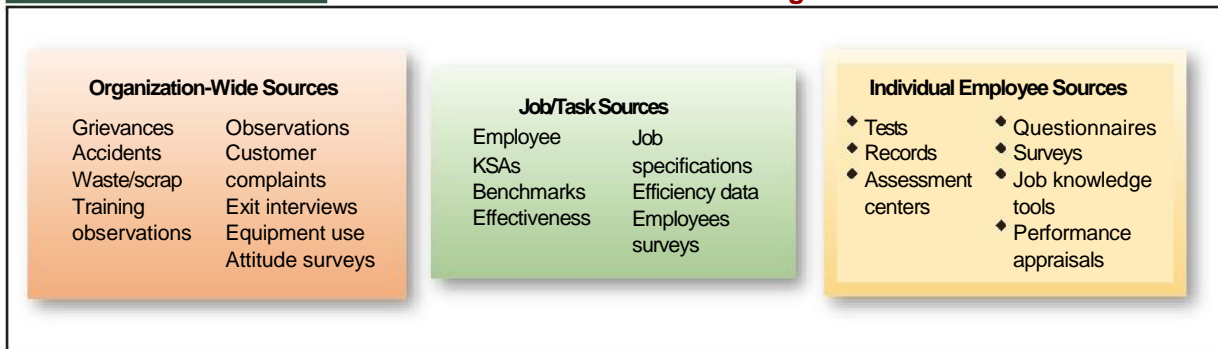 Organization-Wide Sources
Grievances
Accidents
Waste/scrap
Training
observations
Observations
Customer
complaints
Exit interviews
Equipment use
Attitude surveys
Job/Task Sources
Employee
KSAs
Benchmarks
Effectiveness
Job
specifications
Efficiency data
Employees
surveys
Individual Employee Sources
Tests
Records
Assessment
centers
Questionnaires
Surveys
Job knowledge
tools
Performance
appraisals